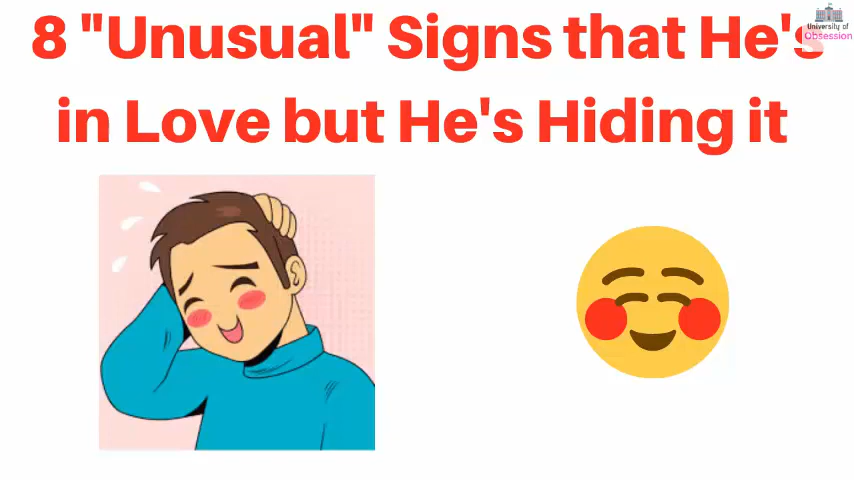 8 "Unusual" Signs that He's
in Love but He's Hiding it
University of
Obsession